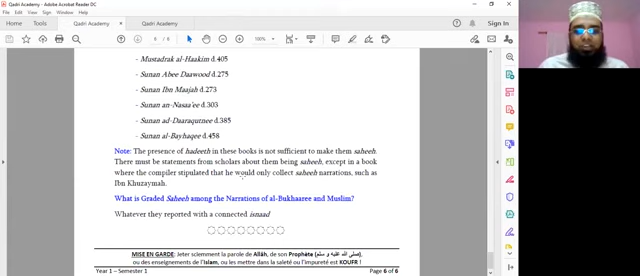 Qadri Academy - Adobe Acrobat Reader DC
File Edit View Sign Window Help
Home Tools Qadri Academy × Qadri Academy
Sign In
6 / 6 100%
- Mustadrak al-Haakim d.405
- Sunan Abee Daawood d.275
- Sunan Ibn Maajah d.273
- Sunan an-Nasaa'ee d.303
- Sunan ad-Daaraqutnee d.385
- Sunan al-Bayhaqee d.458
Note: The presence of hadeeth in these books is not sufficient to make them saheeh.
There must be statements from scholars about them being saheeh, except in a book
where the compiler stipulated that he would only collect saheeh narrations, such as
Ibn Khuzaymah.
What is Graded Saheeh among the Narrations of al-Bukhaaree and Muslim?
Whatever they reported with a connected isnaad
MISE EN GARDE: Jeter sciemment la parole de Allāh, de son Prophète (صلى الله عليه و سلم),
ou des enseignements de l'Islam, ou les mettre dans la saleté ou l'impureté est KOUFR !
Year 1 – Semester 1 Page 6 of 6